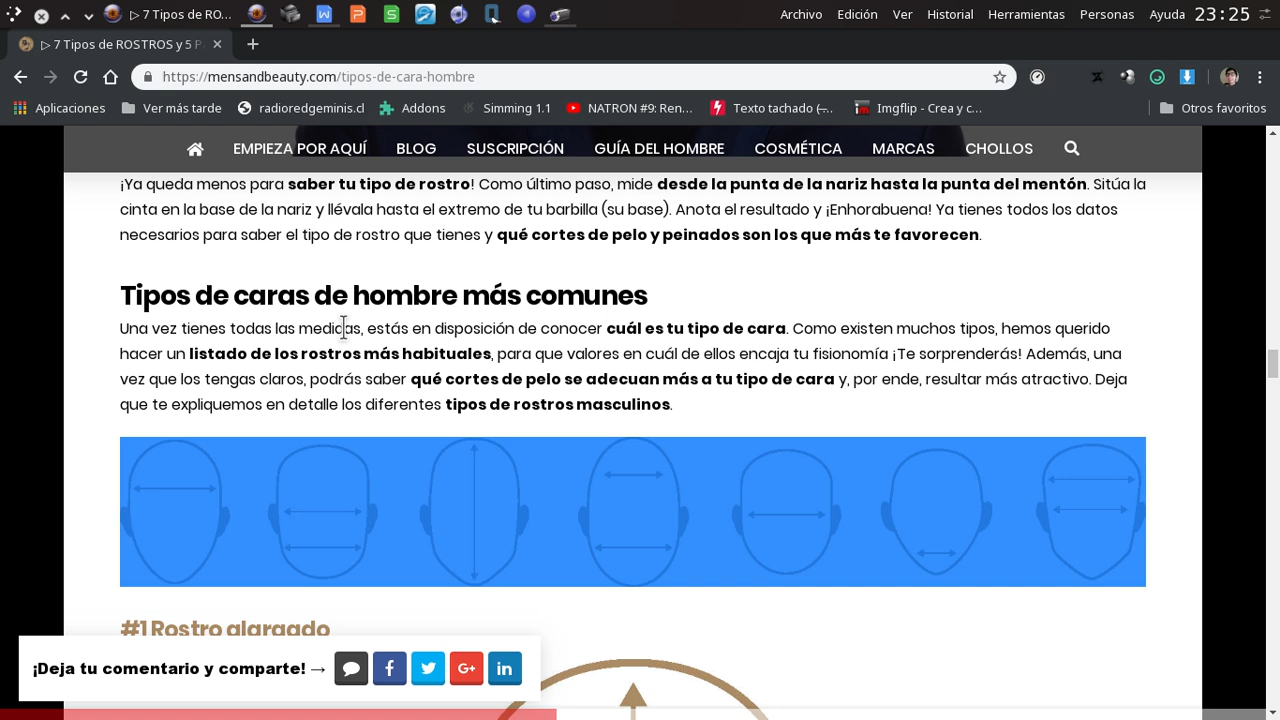 ▷ 7 Tipos de RO...
Archivo Edición Ver Historial Herramientas Personas Ayuda 23:25
▷ 7 Tipos de ROSTROS y 5 P
https://mensandbeauty.com/tipos-de-cara-hombre
Aplicaciones Ver más tarde radioredgeminis.cl Addons Simming 1.1 NATRON #9: Ren... Texto tachado (... Imgflip - Crea y c... Otros favoritos
EMPIEZA POR AQUÍ BLOG SUSCRIPCIÓN GUÍA DEL HOMBRE COSMÉTICA MARCAS CHOLLOS
¡Ya queda menos para saber tu tipo de rostro! Como último paso, mide desde la punta de la nariz hasta la punta del mentón. Sitúa la
cinta en la base de la nariz y llévala hasta el extremo de tu barbilla (su base). Anota el resultado y ¡Enhorabuena! Ya tienes todos los datos
necesarios para saber el tipo de rostro que tienes y qué cortes de pelo y peinados son los que más te favorecen.
Tipos de caras de hombre más comunes
Una vez tienes todas las medidas, estás en disposición de conocer cuál es tu tipo de cara. Como existen muchos tipos, hemos querido
hacer un listado de los rostros más habituales, para que valores en cuál de ellos encaja tu fisionomía ¡Te sorprenderás! Además, una
vez que los tengas claros, podrás saber qué cortes de pelo se adecuan más a tu tipo de cara y, por ende, resultar más atractivo. Deja
que te expliquemos en detalle los diferentes tipos de rostros masculinos.
#1 Rostro alargado
¡Deja tu comentario y comparte! → f G+ in